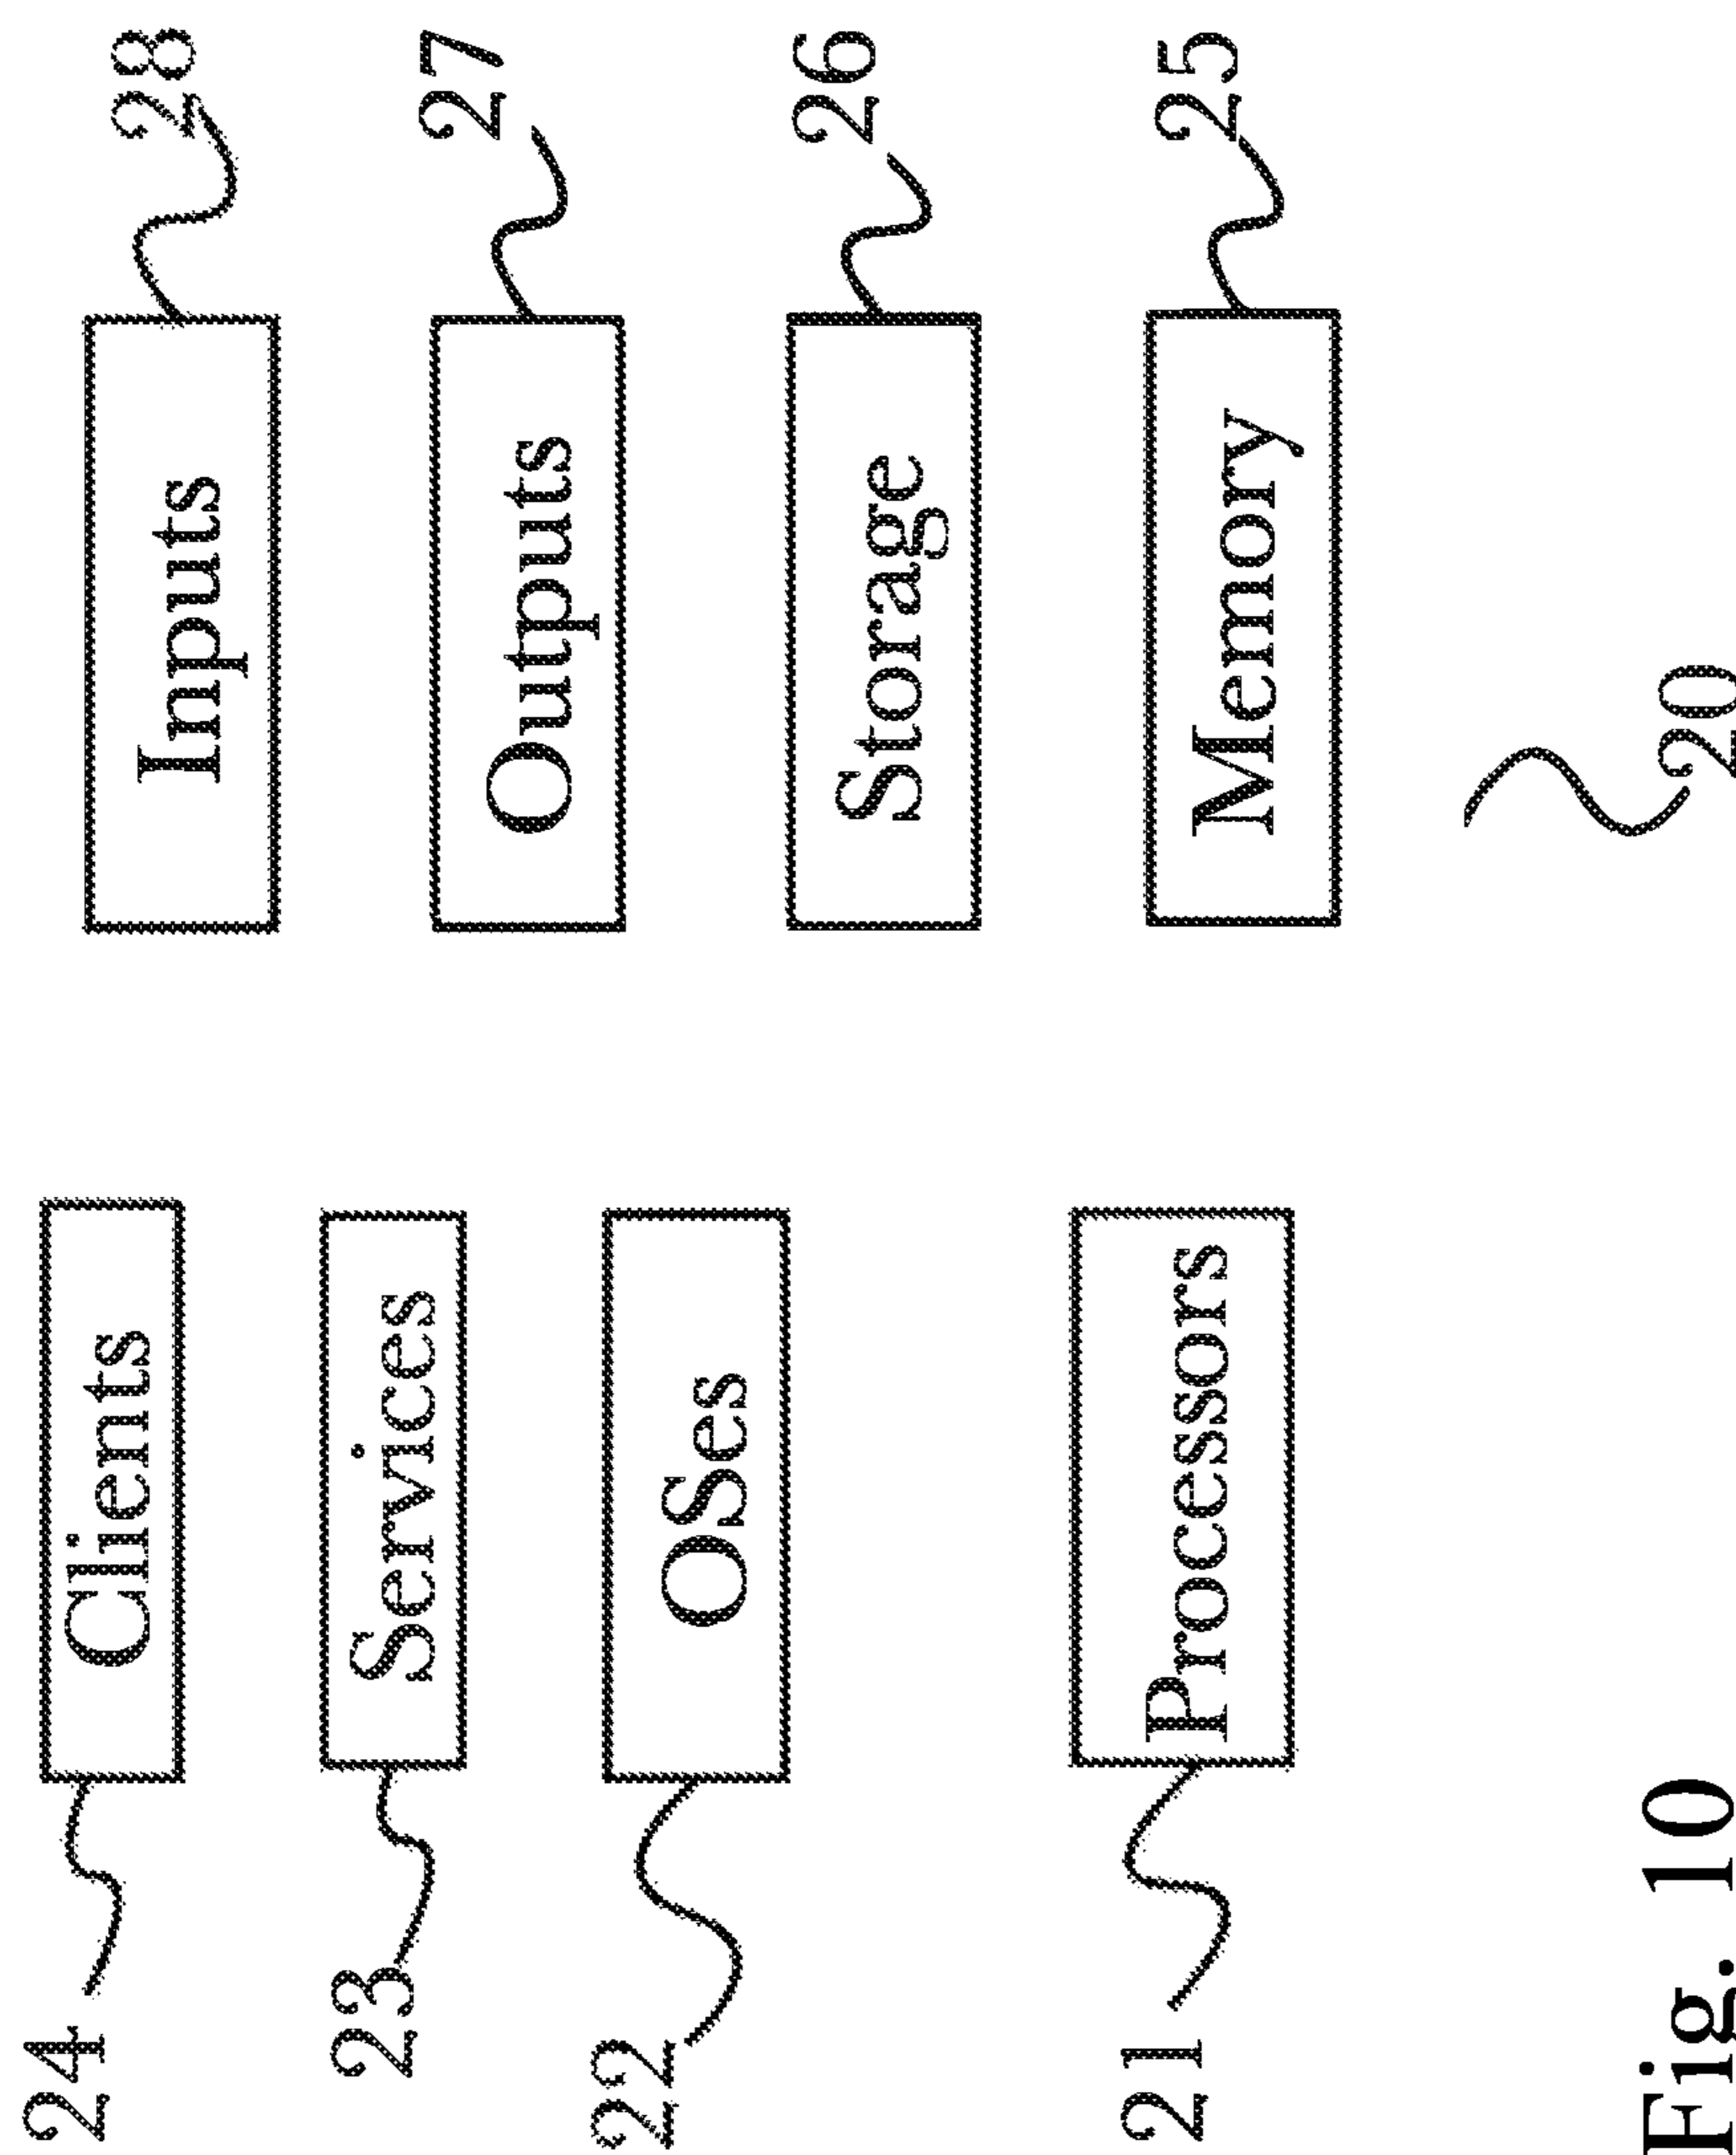 24 Clients Inputs 28
23 Services Outputs 27
22 OSes Storage 26
21 Processors Memory 25
20
Fig. 10